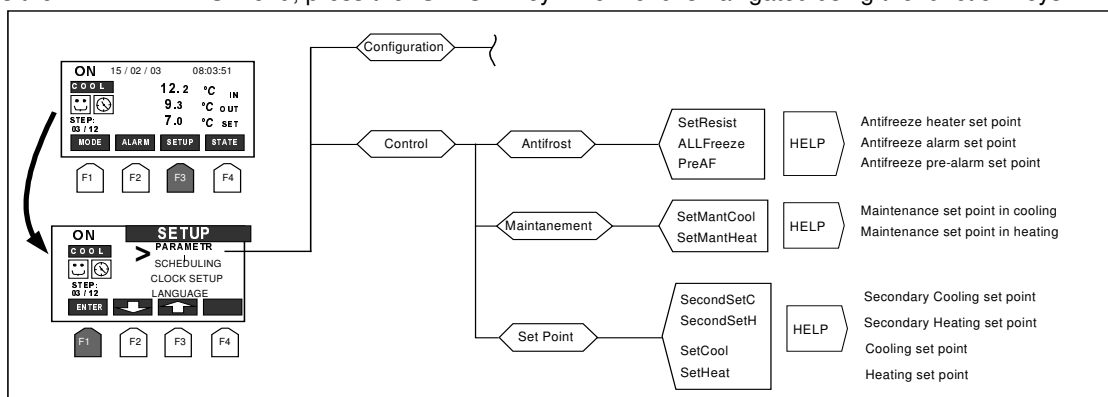 Configuration
ON 15 / 02 / 03 08:03:51
COOL 12.2 °C IN
9.3 °C OUT
STEP: 7.0 °C SET
03 / 12
MODE ALARM SETUP STATE
F1 F2 F3 F4
Control
Antifrost
SetResist
ALLFreeze
PreAF
HELP
Antifreeze heater set point
Antifreeze alarm set point
Antifreeze pre-alarm set point
Maintanement
SetMantCool
SetMantHeat
HELP
Maintenance set point in cooling
Maintenance set point in heating
ON SETUP
COOL > PARAMETR
I
SCHEDULING
CLOCK SETUP
STEP:
03 / 12 LANGUAGE
ENTER
F1 F2 F3 F4
Set Point
SecondSetC
SecondSetH
SetCool
SetHeat
HELP
Secondary Cooling set point
Secondary Heating set point
Cooling set point
Heating set point